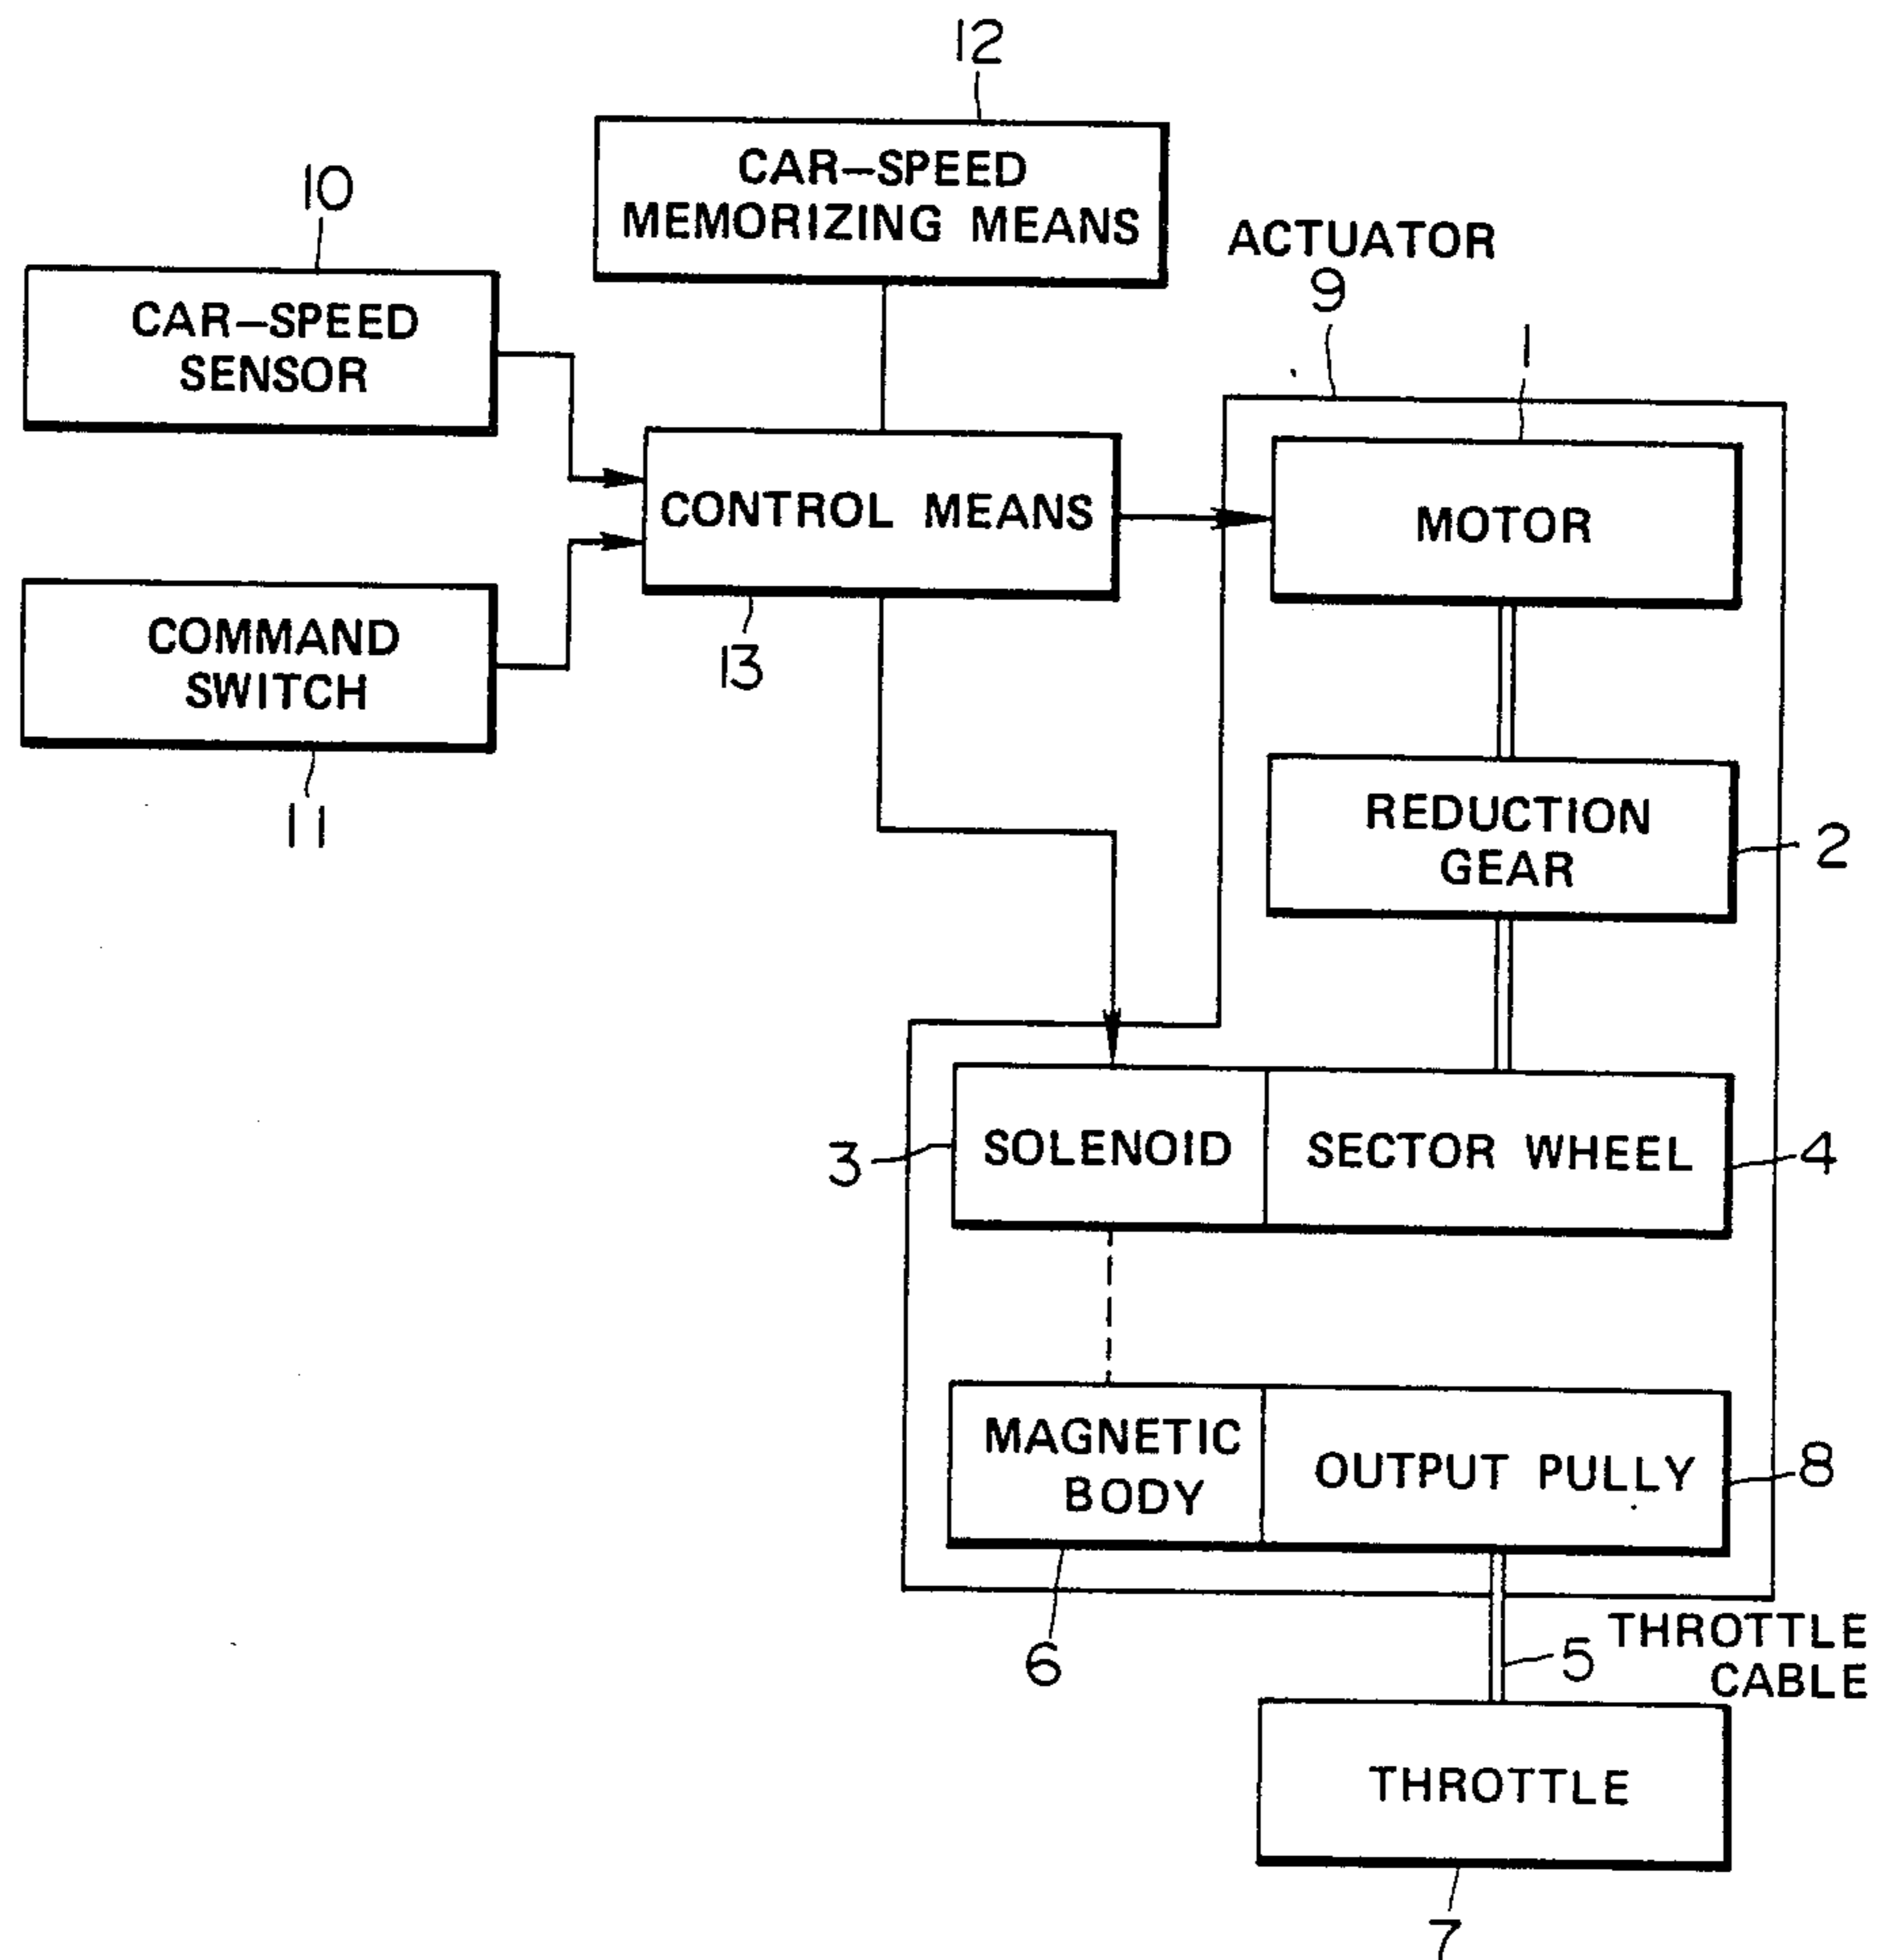 12
CAR-SPEED
MEMORIZING MEANS
10
CAR-SPEED
SENSOR
ACTUATOR
9
1
CONTROL MEANS
13
MOTOR
COMMAND
SWITCH
11
REDUCTION
GEAR
2
3
SOLENOID
SECTOR WHEEL
4
MAGNETIC
BODY
OUTPUT PULLY
8
6
5
THROTTLE
CABLE
THROTTLE
7